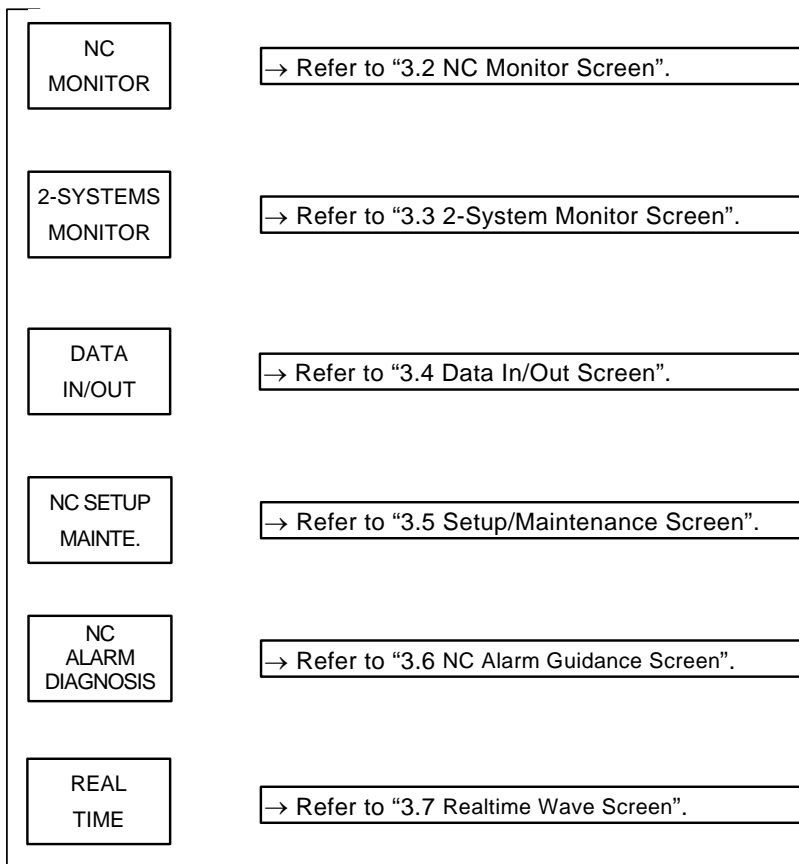 NC
MONITOR
→ Refer to “3.2 NC Monitor Screen”.
2-SYSTEMS
MONITOR
→ Refer to “3.3 2-System Monitor Screen”.
DATA
IN/OUT
→ Refer to “3.4 Data In/Out Screen”.
NC SETUP
MAINTE.
→ Refer to “3.5 Setup/Maintenance Screen”.
NC
ALARM
DIAGNOSIS
→ Refer to “3.6 NC Alarm Guidance Screen”.
REAL
TIME
→ Refer to “3.7 Realtime Wave Screen”.